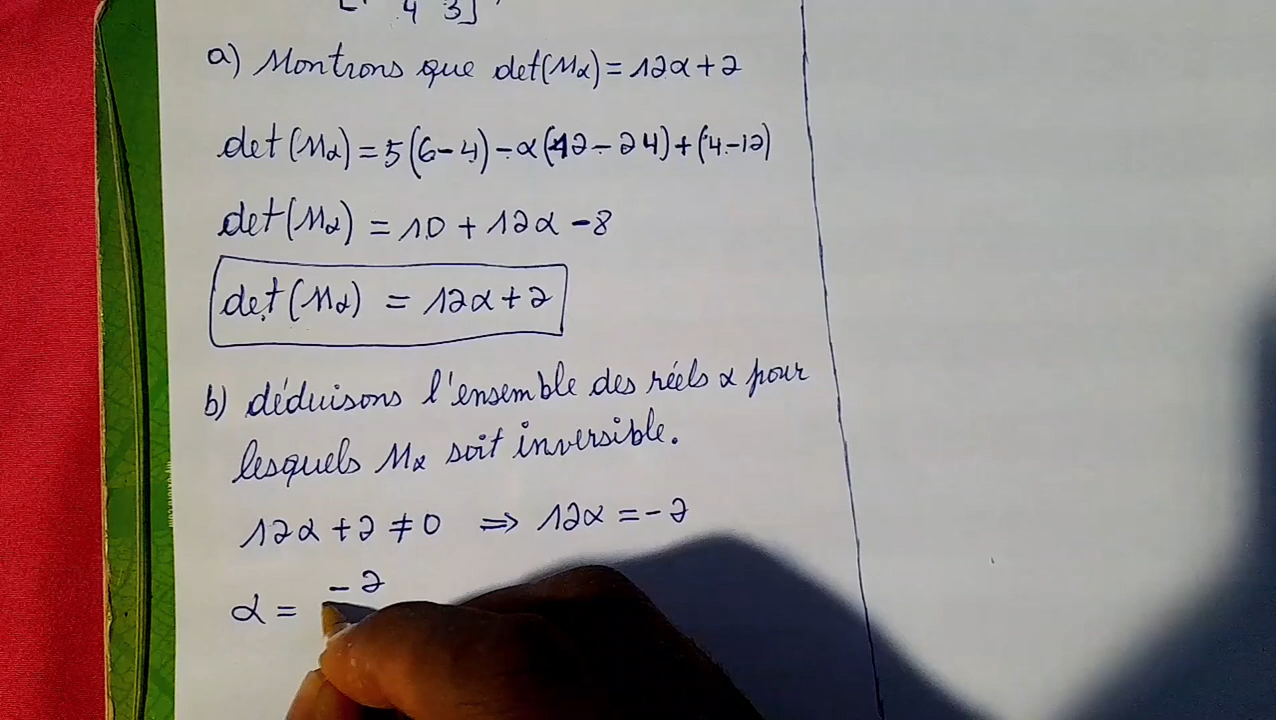 4 3]
a) Montrons que det(Mα) = 12α + 2
det(Mα) = 5(6-4) - α(12-24) + (4-12)
det(Mα) = 10 + 12α - 8
det(Mα) = 12α + 2
b) déduisons l'ensemble des réels α pour
lesquels Mα soit inversible.
12α + 2 ≠ 0 ⇒ 12α = -2
α = -2